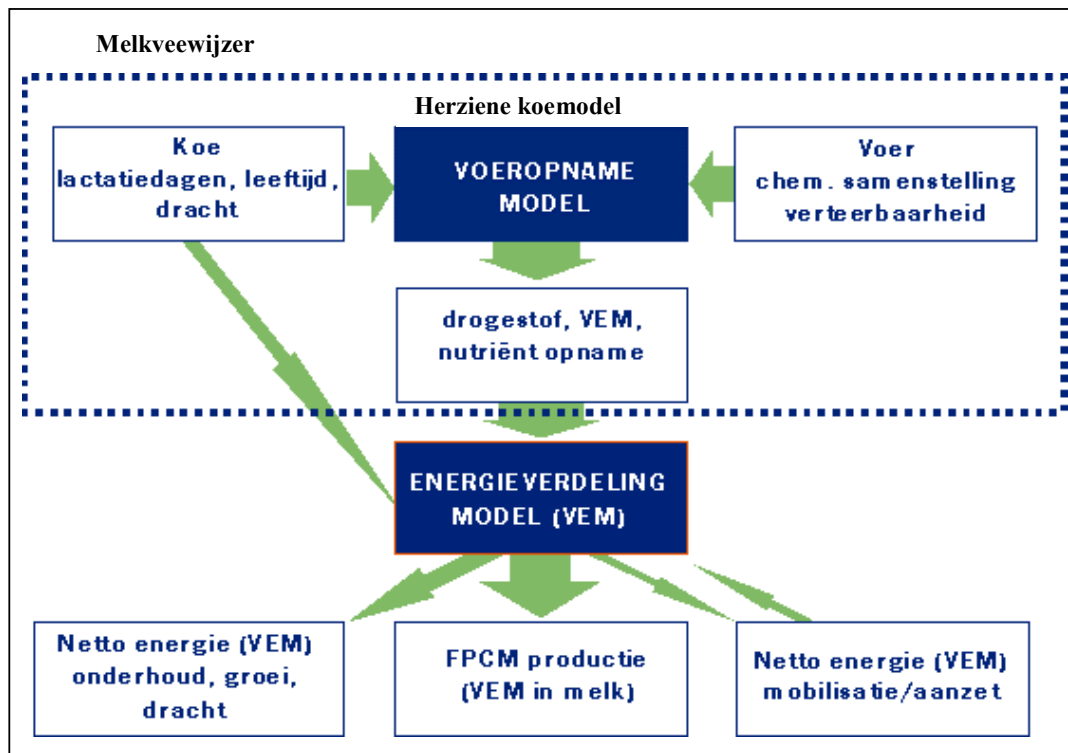 Melkveewijzer
Herziene koemodel
Koe
lactatiedagen, leeftijd,
dracht
VOEROPNAME
MODEL
Voer
chem. samenstelling
verteerbaarheid
drogestof, VEM,
nutriënt opname
ENERGIEVERDELING
MODEL (VEM)
Netto energie (VEM)
onderhoud, groei,
dracht
FPCM productie
(VEM in melk)
Netto energie (VEM)
mobilisatie/aanzet